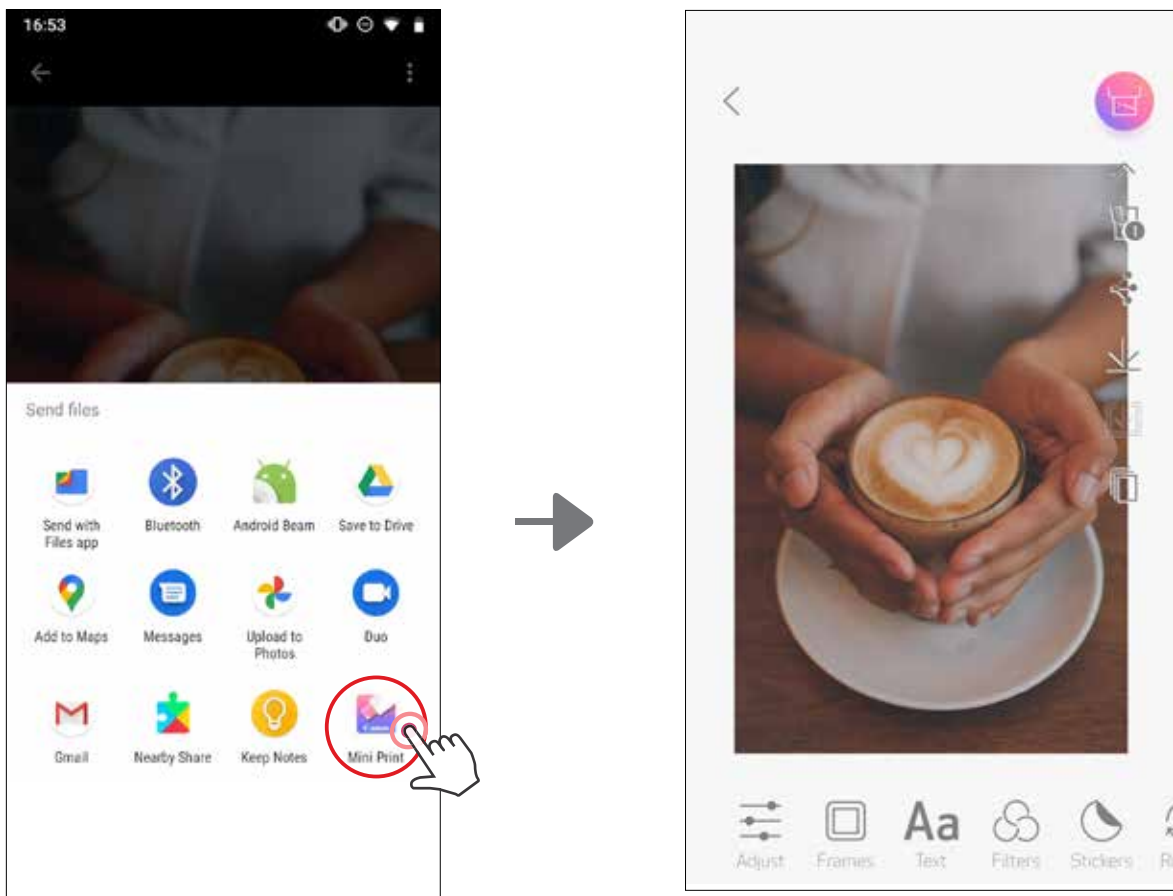 16:53
Send files
Send with
Files app
Bluetooth
Android Beam
Save to Drive
Add to Maps
Messages
Upload to
Photos
Duo
Gmail
Nearby Share
Keep Notes
Mini Print
Aa
Adjust
Frames
Text
Filters
Stickers